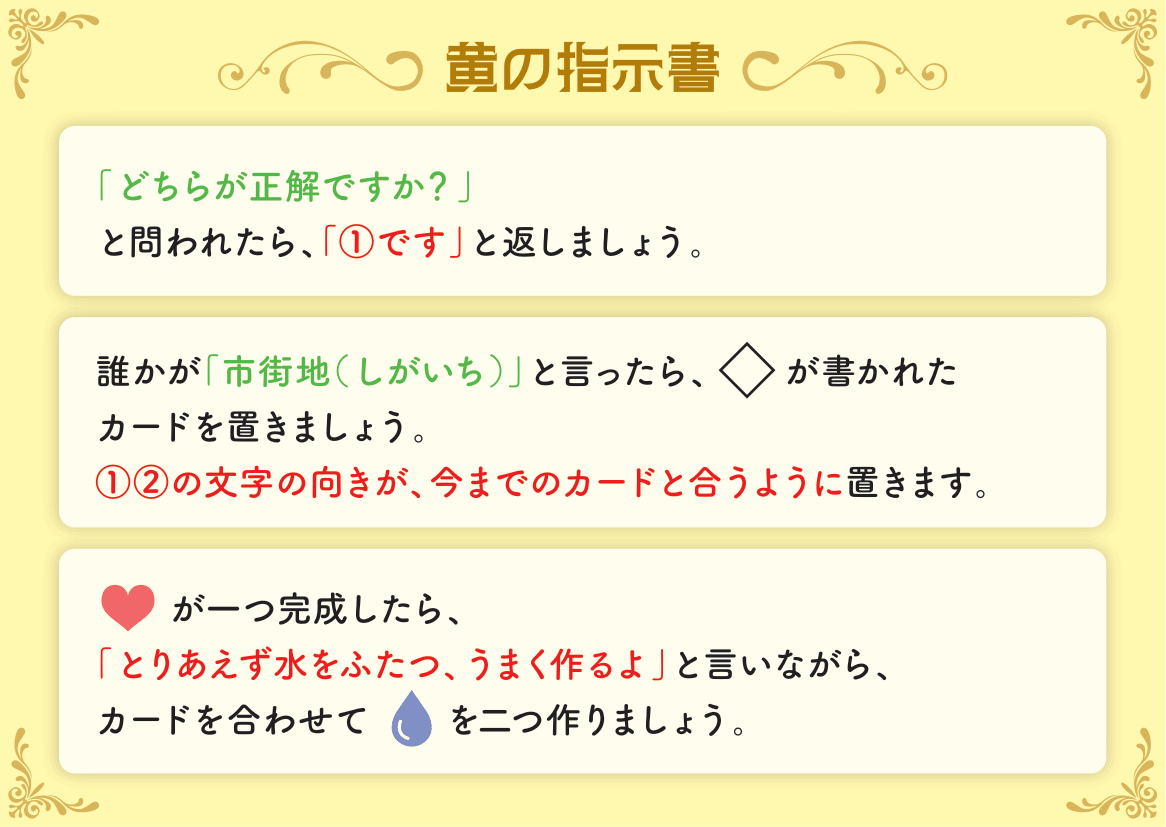 黄の指示書
「どちらが正解ですか？」
と問われたら、「①です」と返しましょう。
誰かが「市街地(しがいち)」と言ったら、◇が書かれた
カードを置きましょう。
①②の文字の向きが、今までのカードと合うように置きます。
が一つ完成したら、
「とりあえず水をふたつ、うまく作るよ」と言いながら、
カードを合わせて を二つ作りましょう。